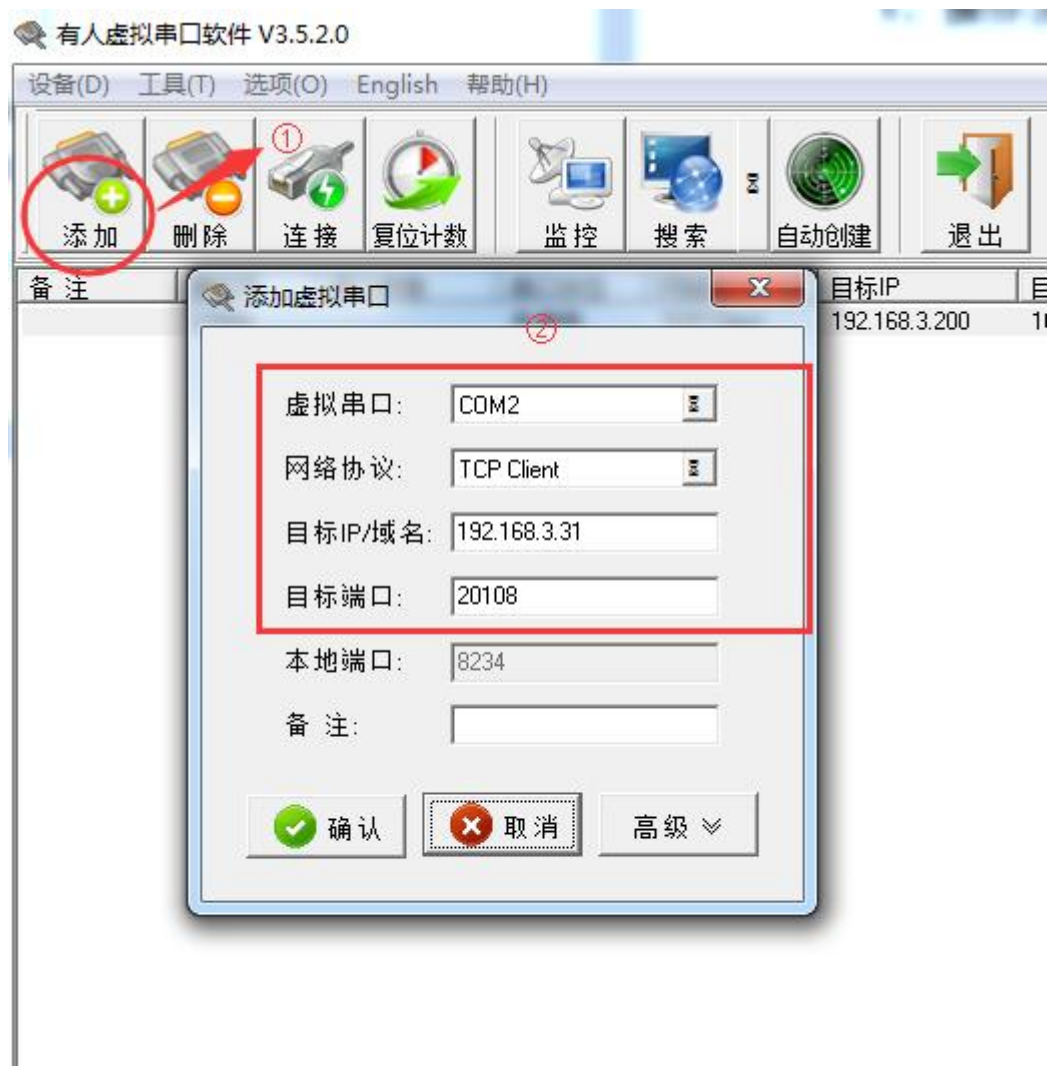 有人虚拟串口软件 V3.5.2.0
设备(D) 工具(T) 选项(O) English 帮助(H)
①
添加 删除 连接 复位计数 监控 搜索 自动创建 退出
备 注 目标IP
添加虚拟串口
192.168.3.200
②
虚拟串口: COM2
网络协议: TCP Client
目标IP/域名: 192.168.3.31
目标端口: 20108
本地端口: 8234
备 注:
确认 取消 高级